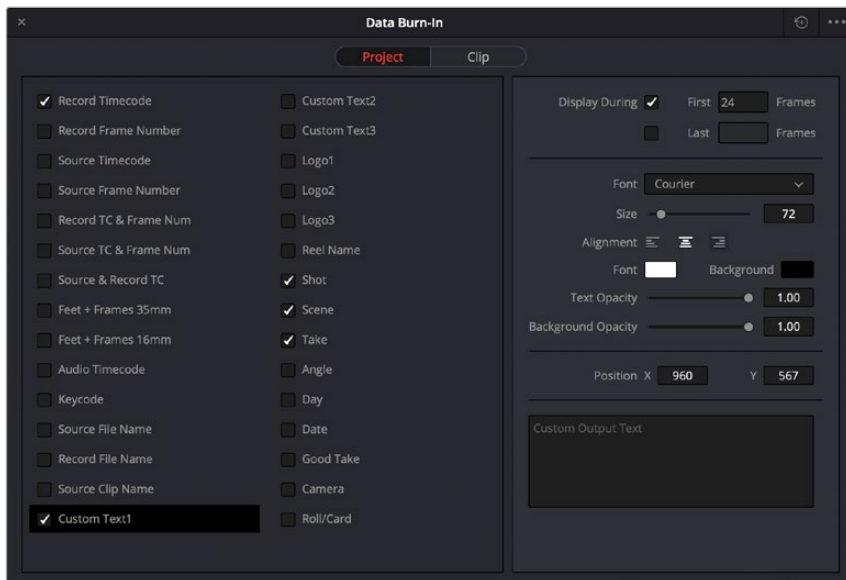 Data Burn-In
Project Clip
Record Timecode
Record Frame Number
Source Timecode
Source Frame Number
Record TC & Frame Num
Source TC & Frame Num
Source & Record TC
Feet + Frames 35mm
Feet + Frames 16mm
Audio Timecode
Keycode
Source File Name
Record File Name
Source Clip Name
Custom Text1
Custom Text2
Custom Text3
Logo1
Logo2
Logo3
Reel Name
Shot
Scene
Take
Angle
Day
Date
Good Take
Camera
Roll/Card
Display During First 24 Frames
Last Frames
Font Courier
Size 72
Alignment
Font Background
Text Opacity 1.00
Background Opacity 1.00
Position X 960 Y 567
Custom Output Text